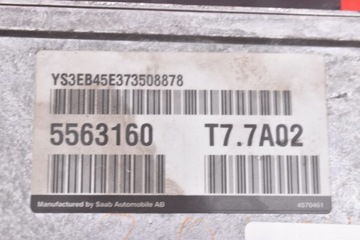 YS3EB45E373508878
5563160 T7.7A02
Manufactured by Saab Automobile AB 4570461